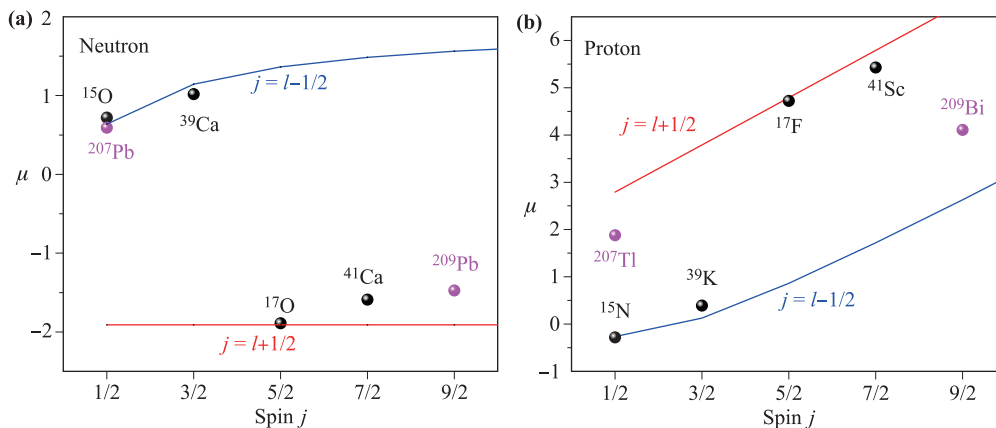 (a)
2
Neutron
1
0
−1
−2
μ
¹⁵O
²⁰⁷Pb
³⁹Ca
j = l−1/2
¹⁷O
⁴¹Ca
²⁰⁹Pb
j = l+1/2
1/2 3/2 5/2 7/2 9/2
Spin j
(b)
6
5
4
3
2
1
0
−1
μ
Proton
j = l+1/2
¹⁷F
⁴¹Sc
²⁰⁹Bi
²⁰⁷Tl
¹⁵N
³⁹K
j = l−1/2
1/2 3/2 5/2 7/2 9/2
Spin j